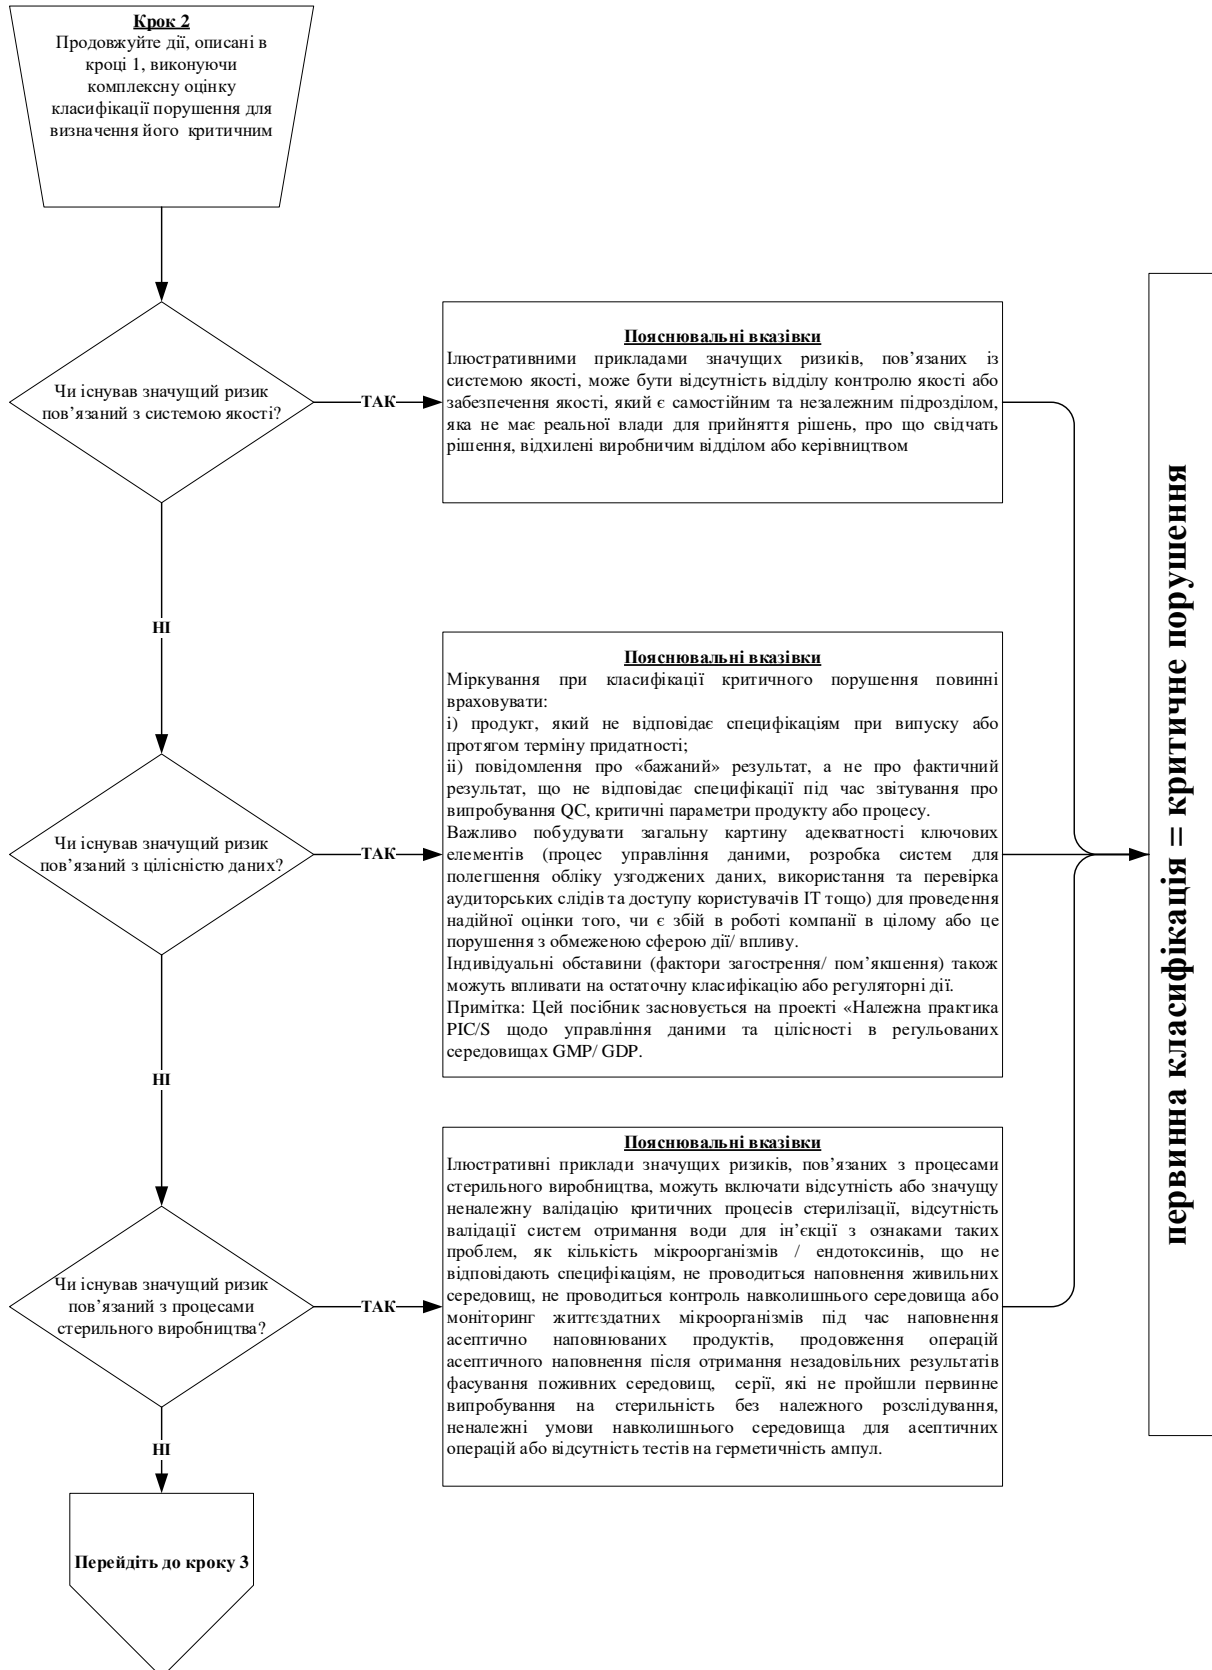 Крок 2
Продовжуйте дії, описані в
кроці 1, виконуючи
комплексну оцінку
класифікації порушення для
визначення його критичним
Чи існував значущий ризик
пов’язаний з системою якості?
ТАК
Пояснювальні вказівки
Ілюстративними прикладами значущих ризиків, пов’язаних із
системою якості, може бути відсутність відділу контролю якості або
забезпечення якості, який є самостійним та незалежним підрозділом,
яка не має реальної влади для прийняття рішень, про що свідчать
рішення, відхилені виробничим відділом або керівництвом
НІ
Чи існував значущий ризик
пов’язаний з цілісністю даних?
ТАК
Пояснювальні вказівки
Міркування при класифікації критичного порушення повинні
враховувати:
i) продукт, який не відповідає специфікаціям при випуску або
протягом терміну придатності;
ii) повідомлення про «бажаний» результат, а не про фактичний
результат, що не відповідає специфікації під час звітування про
випробування QC, критичні параметри продукту або процесу.
Важливо побудувати загальну картину адекватності ключових
елементів (процес управління даними, розробка систем для
полегшення обліку узгоджених даних, використання та перевірка
аудиторських слідів та доступу користувачів IT тощо) для проведення
надійної оцінки того, чи є збій в роботі компанії в цілому або це
порушення з обмеженою сферою дії/ впливу.
Індивідуальні обставини (фактори загострення/ пом’якшення) також
можуть впливати на остаточну класифікацію або регуляторні дії.
Примітка: Цей посібник засновується на проекті «Належна практика
PIC/S щодо управління даними та цілісності в регульованих
середовищах GMP/ GDP.
НІ
Чи існував значущий ризик
пов’язаний з процесами
стерильного виробництва?
ТАК
Пояснювальні вказівки
Ілюстративні приклади значущих ризиків, пов’язаних з процесами
стерильного виробництва, можуть включати відсутність або значущу
неналежну валідацію критичних процесів стерилізації, відсутність
валідації систем отримання води для ін’єкції з ознаками таких
проблем, як кількість мікроорганізмів / ендотоксинів, що не
відповідають специфікаціям, не проводиться наповнення живильних
середовищ, не проводиться контроль навколишнього середовища або
моніторинг життєздатних мікроорганізмів під час наповнення
асептично наповнюваних продуктів, продовження операцій
асептичного наповнення після отримання незадовільних результатів
фасування поживних середовищ, серії, які не пройшли первинне
випробування на стерильність без належного розслідування,
неналежні умови навколишнього середовища для асептичних
операцій або відсутність тестів на герметичність ампул.
НІ
Перейдіть до кроку 3
первинна класифікація = критичне порушення